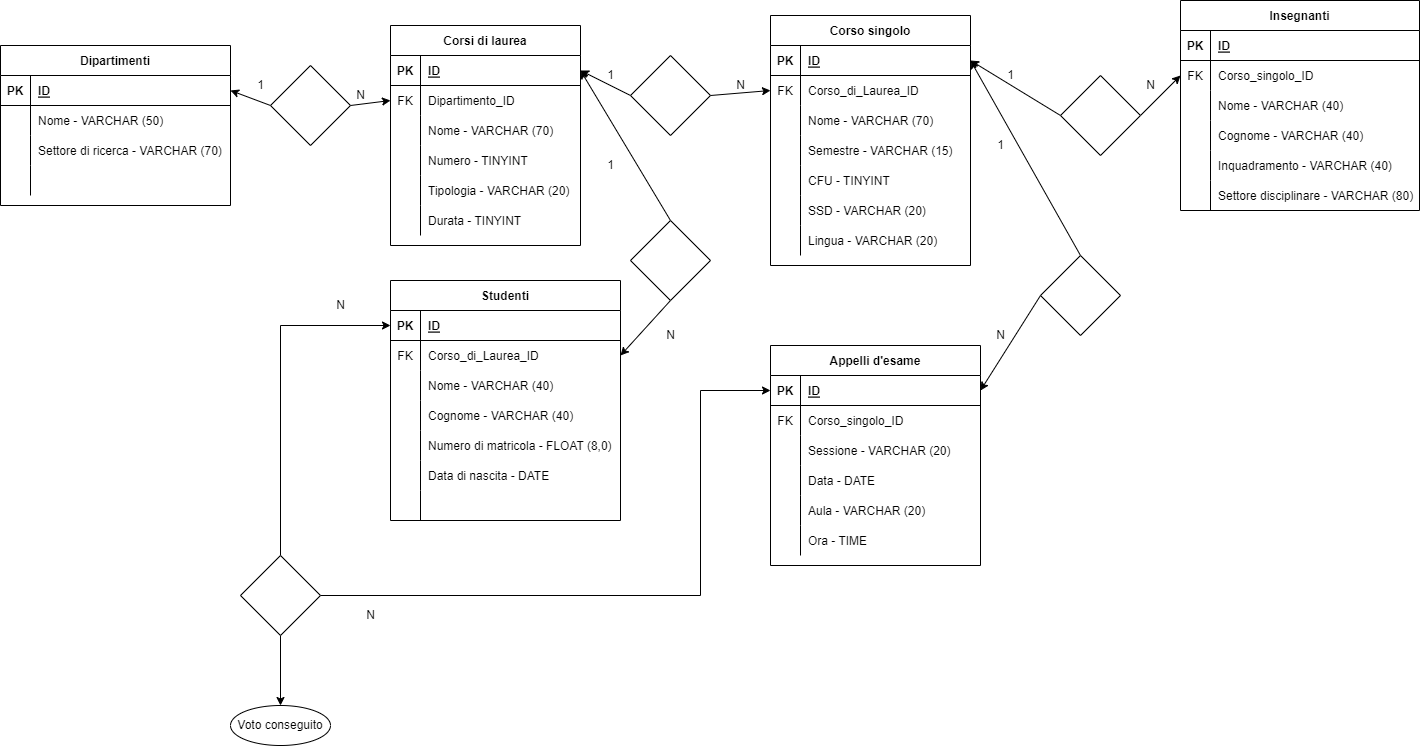 Dipartimenti
PK ID
Nome - VARCHAR (50)
Settore di ricerca - VARCHAR (70)
1
N
Corsi di laurea
PK ID
FK Dipartimento_ID
Nome - VARCHAR (70)
Numero - TINYINT
Tipologia - VARCHAR (20)
Durata - TINYINT
1
N
Corso singolo
PK ID
FK Corso_di_Laurea_ID
Nome - VARCHAR (70)
Semestre - VARCHAR (15)
CFU - TINYINT
SSD - VARCHAR (20)
Lingua - VARCHAR (20)
1
N
Insegnanti
PK ID
FK Corso_singolo_ID
Nome - VARCHAR (40)
Cognome - VARCHAR (40)
Inquadramento - VARCHAR (40)
Settore disciplinare - VARCHAR (80)
1
N
1
N
Studenti
PK ID
FK Corso_di_Laurea_ID
Nome - VARCHAR (40)
Cognome - VARCHAR (40)
Numero di matricola - FLOAT (8,0)
Data di nascita - DATE
Appelli d'esame
PK ID
FK Corso_singolo_ID
Sessione - VARCHAR (20)
Data - DATE
Aula - VARCHAR (20)
Ora - TIME
N
N
Voto conseguito